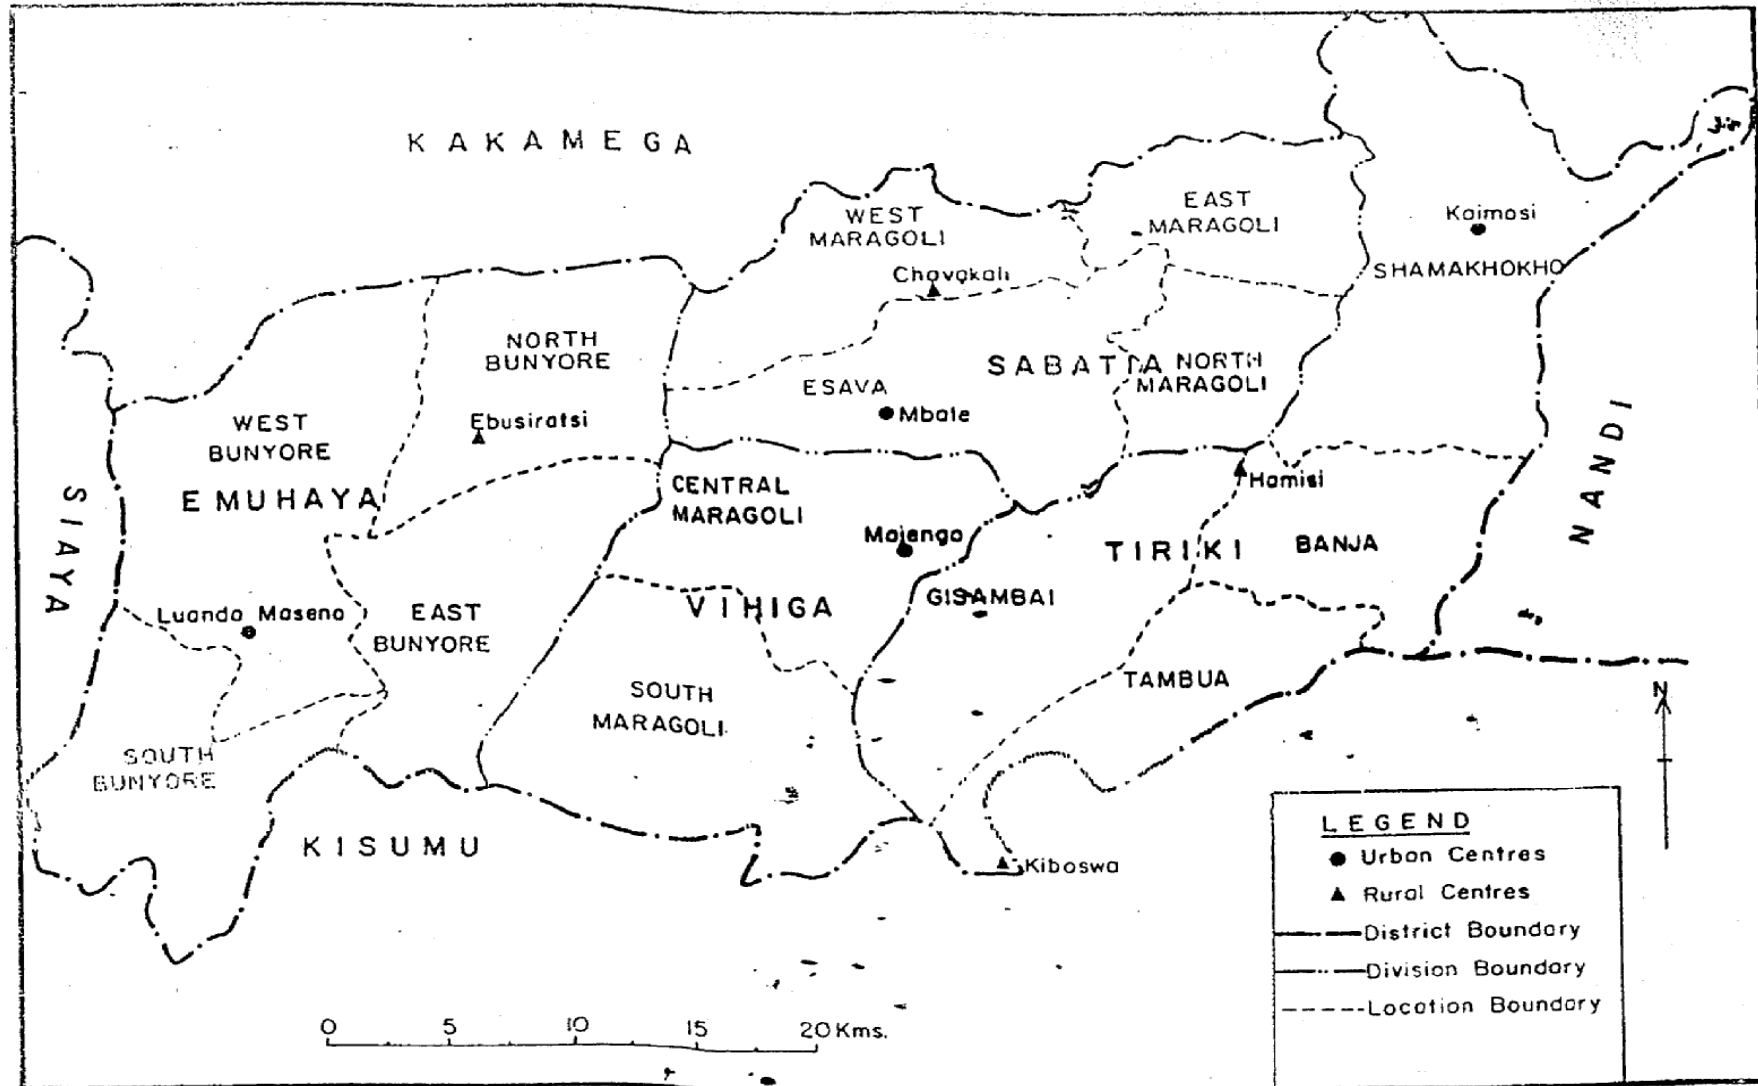 KAKAMEGA
WEST
MARAGOLI
EAST
MARAGOLI
Kaimosi
SHAMAKHOKHO
Chavakali
NORTH
BUNYORE
SABATIA
NORTH
MARAGOLI
ESAVA
Mbale
Ebusiratsi
WEST
BUNYORE
EMUHAYA
SIAYA
NANDI
CENTRAL
MARAGOLI
Hamisi
Majengo
TIRIKI
BANJA
GISAMBAI
VIHIGA
Luanda Maseno
EAST
BUNYORE
SOUTH
MARAGOLI
TAMBUA
SOUTH
BUNYORE
KISUMU
Kiboswa
N
LEGEND
Urban Centres
Rural Centres
District Boundary
Division Boundary
Location Boundary
0 5 10 15 20 Kms.